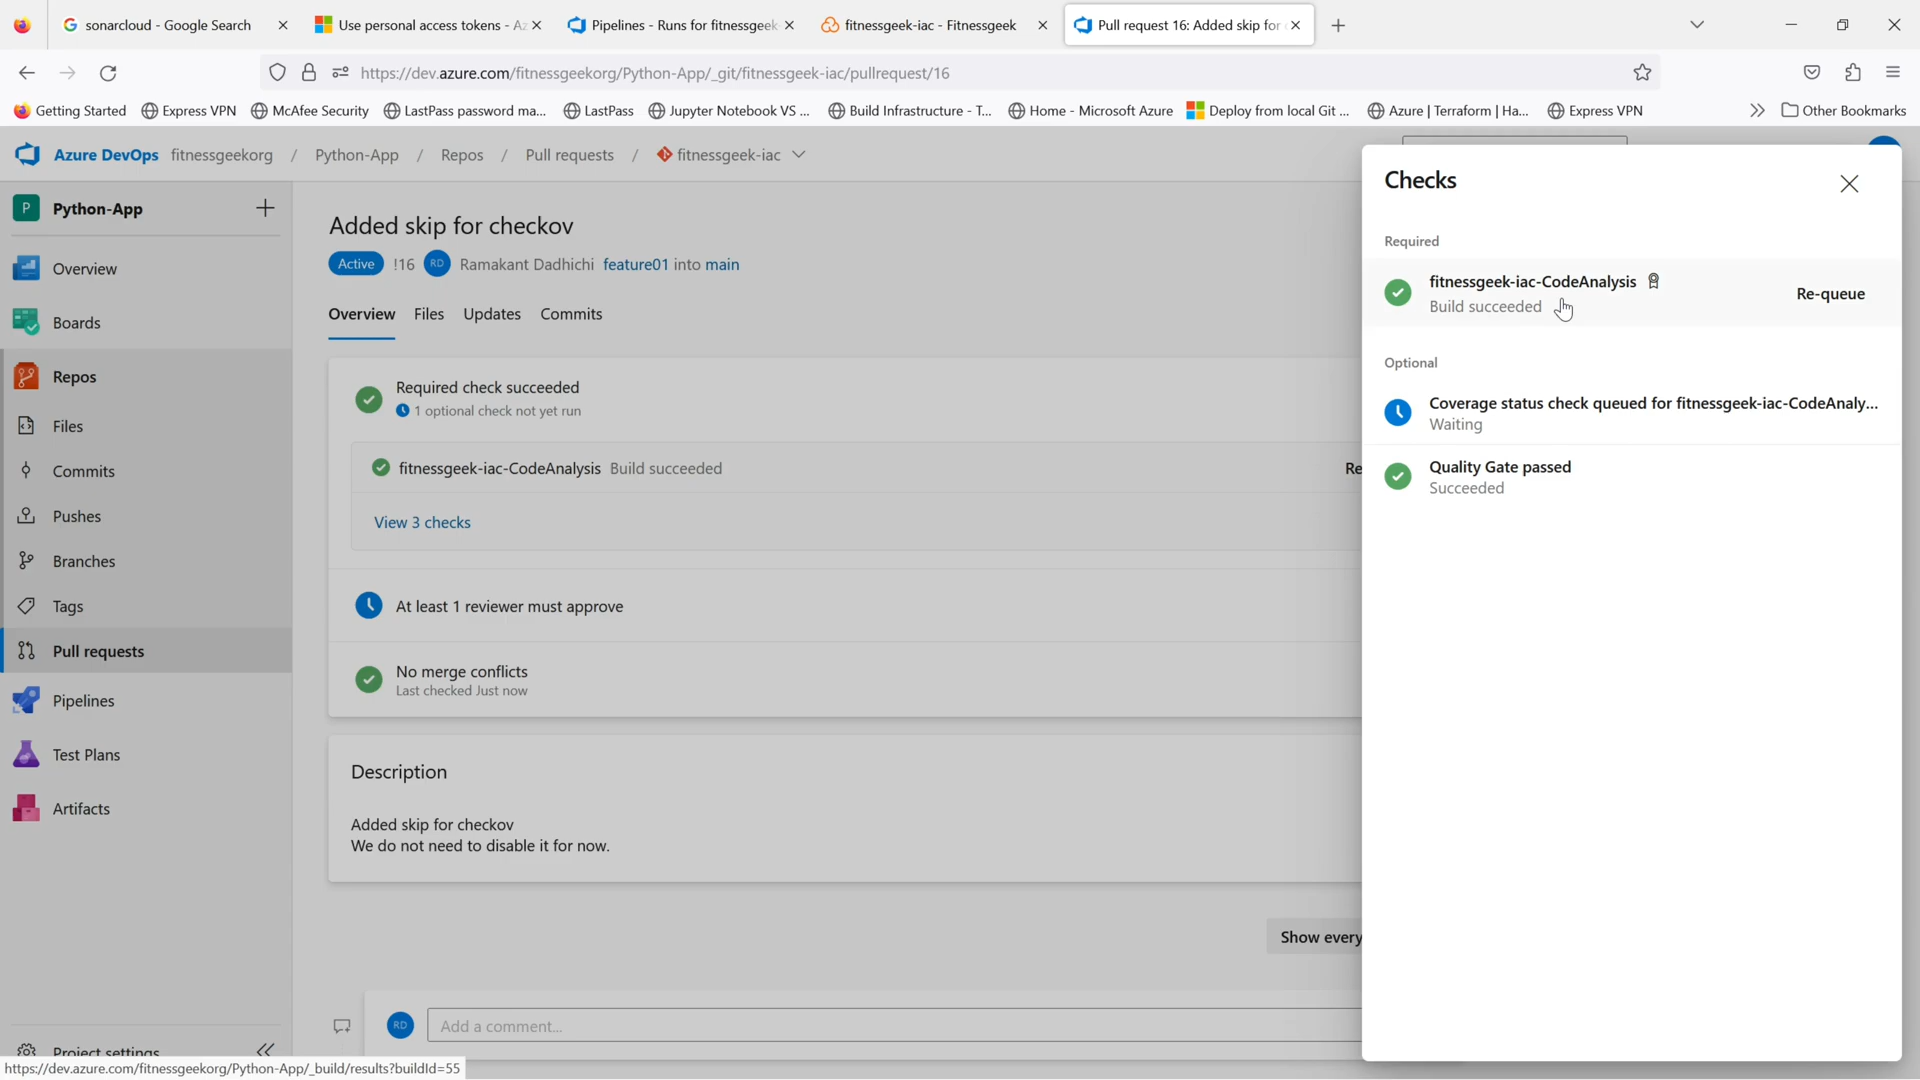 sonarcloud - Google Search
Use personal access tokens - Az
Pipelines - Runs for fitnessgeek
fitnessgeek-iac - Fitnessgeek
Pull request 16: Added skip for
https://dev.azure.com/fitnessgeekorg/Python-App/_git/fitnessgeek-iac/pullrequest/16
Getting Started
Express VPN
McAfee Security
LastPass password ma...
LastPass
Jupyter Notebook VS ...
Build Infrastructure - T...
Home - Microsoft Azure
Deploy from local Git ...
Azure | Terraform | Ha...
Express VPN
Other Bookmarks
Azure DevOps fitnessgeekorg / Python-App / Repos / Pull requests / fitnessgeek-iac
P Python-App
Overview
Boards
Repos
Files
Commits
Pushes
Branches
Tags
Pull requests
Pipelines
Test Plans
Artifacts
Project settings
Added skip for checkov
Active !16 RD Ramakant Dadhichi feature01 into main
Overview Files Updates Commits
Required check succeeded
1 optional check not yet run
fitnessgeek-iac-CodeAnalysis Build succeeded Re
View 3 checks
At least 1 reviewer must approve
No merge conflicts
Last checked Just now
Description
Added skip for checkov
We do not need to disable it for now.
Show every
RD Add a comment...
Checks
Required
fitnessgeek-iac-CodeAnalysis
Build succeeded
Re-queue
Optional
Coverage status check queued for fitnessgeek-iac-CodeAnaly...
Waiting
Quality Gate passed
Succeeded
https://dev.azure.com/fitnessgeekorg/Python-App/_build/results?buildId=55